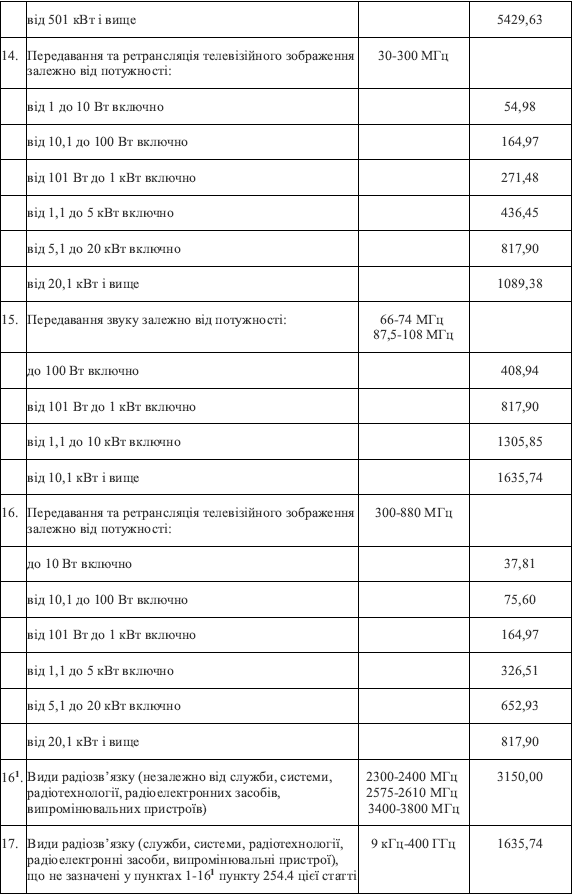 від 501 кВт і вище 5429,63
14. Передавання та ретрансляція телевізійного зображення 30-300 МГц
залежно від потужності:
від 1 до 10 Вт включно 54,98
від 10,1 до 100 Вт включно 164,97
від 101 Вт до 1 кВт включно 271,48
від 1,1 до 5 кВт включно 436,45
від 5,1 до 20 кВт включно 817,90
від 20,1 кВт і вище 1089,38
15. Передавання звуку залежно від потужності: 66-74 МГц
87,5-108 МГц
до 100 Вт включно 408,94
від 101 Вт до 1 кВт включно 817,90
від 1,1 до 10 кВт включно 1305,85
від 10,1 кВт і вище 1635,74
16. Передавання та ретрансляція телевізійного зображення 300-880 МГц
залежно від потужності:
до 10 Вт включно 37,81
від 10,1 до 100 Вт включно 75,60
від 101 Вт до 1 кВт включно 164,97
від 1,1 до 5 кВт включно 326,51
від 5,1 до 20 кВт включно 652,93
від 20,1 кВт і вище 817,90
16¹. Види радіозв’язку (незалежно від служби, системи, 2300-2400 МГц 3150,00
радіотехнології, радіоелектронних засобів, 2575-2610 МГц
випромінювальних пристроїв) 3400-3800 МГц
17. Види радіозв’язку (служби, системи, радіотехнології, 9 кГц-400 ГГц 1635,74
радіоелектронні засоби, випромінювальні пристрої),
що не зазначені у пунктах 1-16¹ пункту 254.4 цієї статті